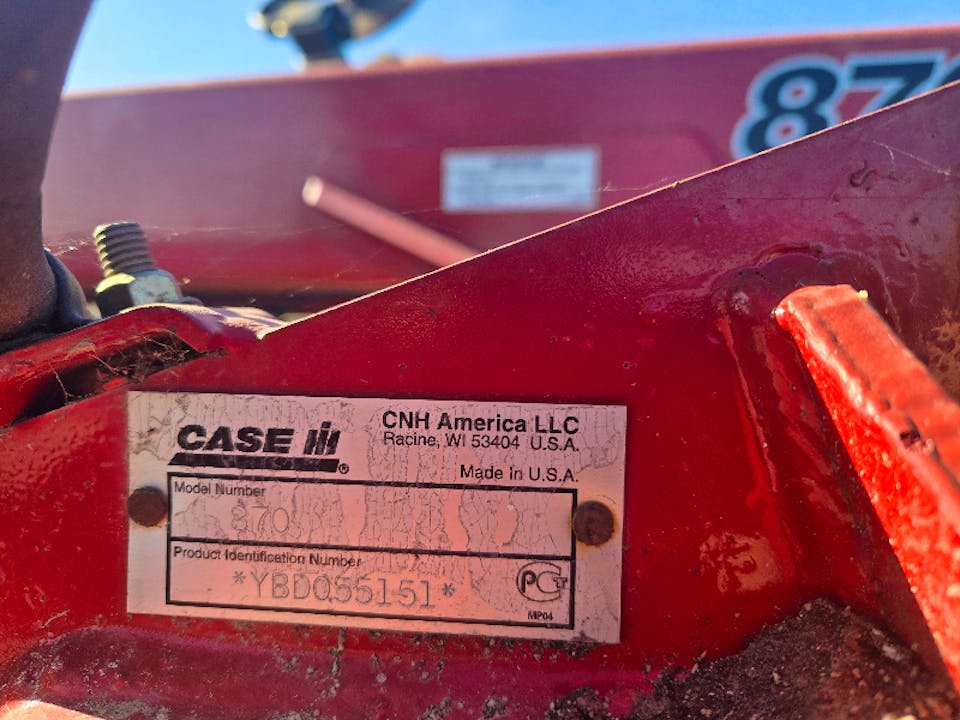 870
CASE IH ®
CNH America LLC
Racine, WI 53404 U.S.A.
Made in U.S.A.
Model Number
870
Product Identification Number
*YBD055151*
PCT
MP04